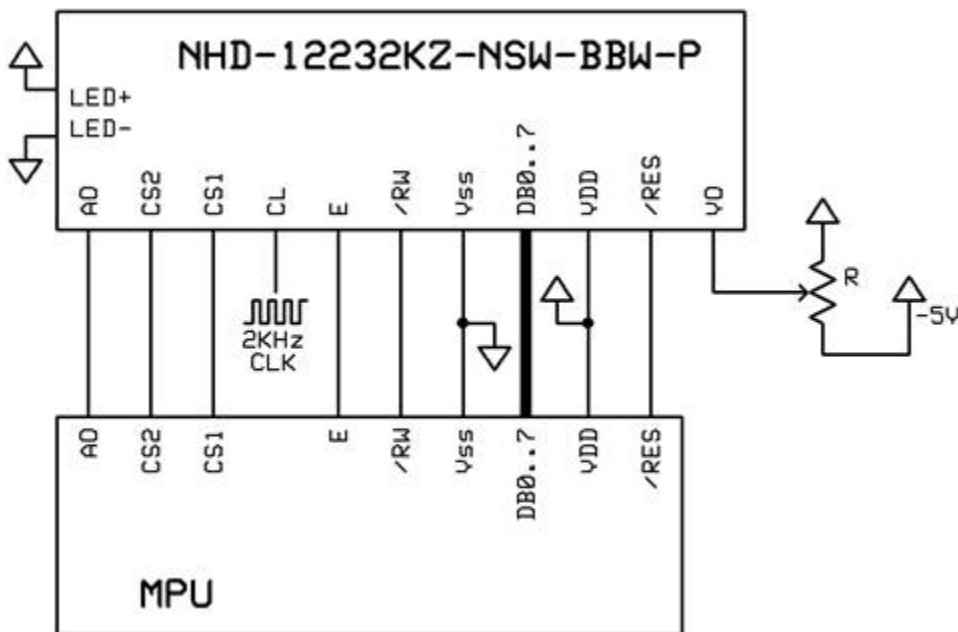 NHD-12232KZ-NSW-BBW-P
LED+
LED-
A0
CS2
CS1
CL
E
/RW
Vss
DB0..7
VDD
/RES
VO
R
-5V
2KHz
CLK
A0
CS2
CS1
E
/RW
Vss
DB0..7
VDD
/RES
MPU